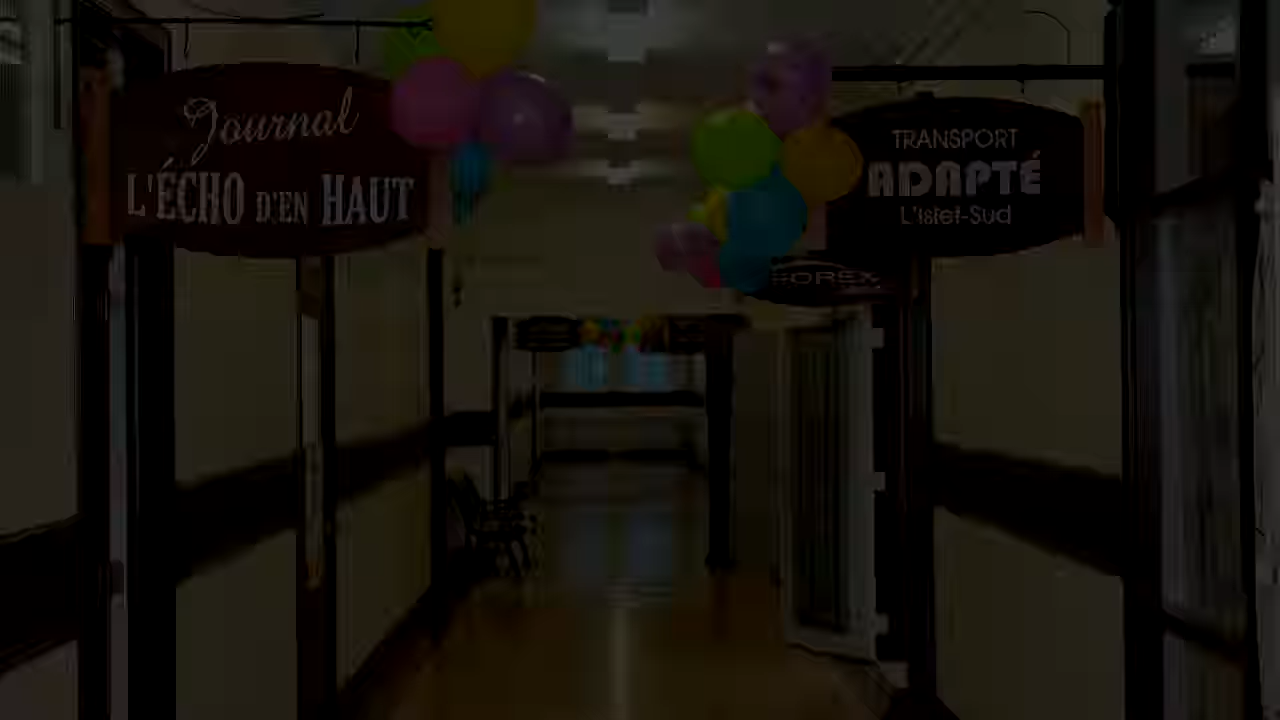 Journal
L'ÉCHO D'EN HAUT
TRANSPORT
ADAPTÉ
L'Islet-Sud